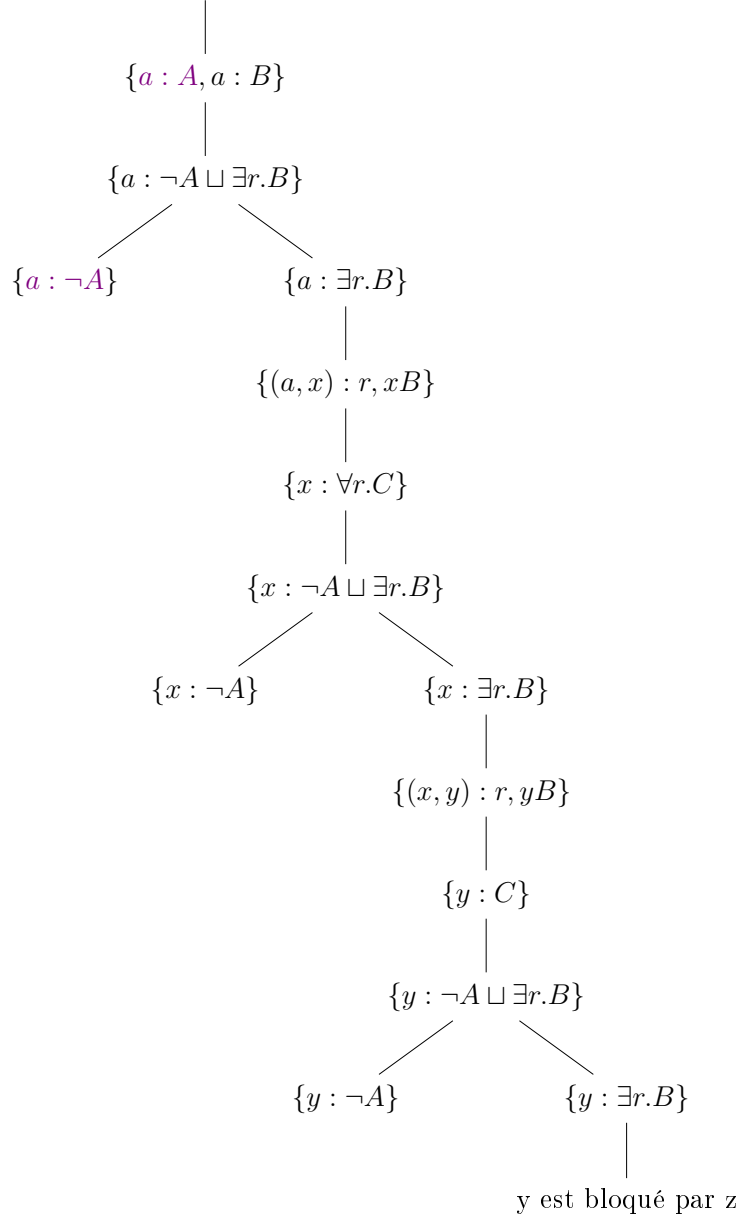 {a : A, a : B}
{a : ¬A ⊔ ∃r.B}
{a : ¬A} {a : ∃r.B}
{(a, x) : r, xB}
{x : ∀r.C}
{x : ¬A ⊔ ∃r.B}
{x : ¬A} {x : ∃r.B}
{(x, y) : r, yB}
{y : C}
{y : ¬A ⊔ ∃r.B}
{y : ¬A} {y : ∃r.B}
y est bloqué par z